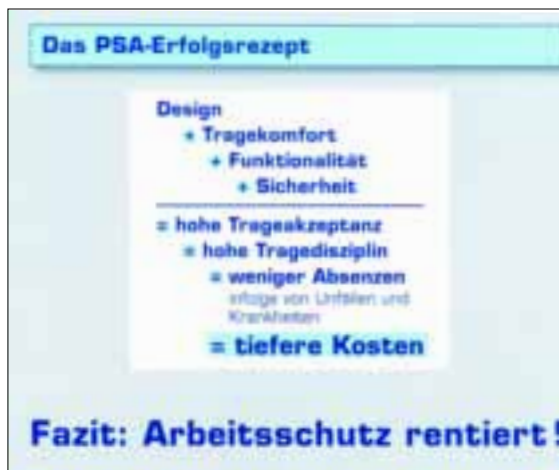 Das PSA-Erfolgsrezept
Design
+ Tragekomfort
+ Funktionalität
+ Sicherheit
= hohe Trageakzeptanz
= hohe Tragedisziplin
= weniger Absenzen
infolge von Unfällen und
Krankheiten
= tiefere Kosten
Fazit: Arbeitsschutz rentiert!